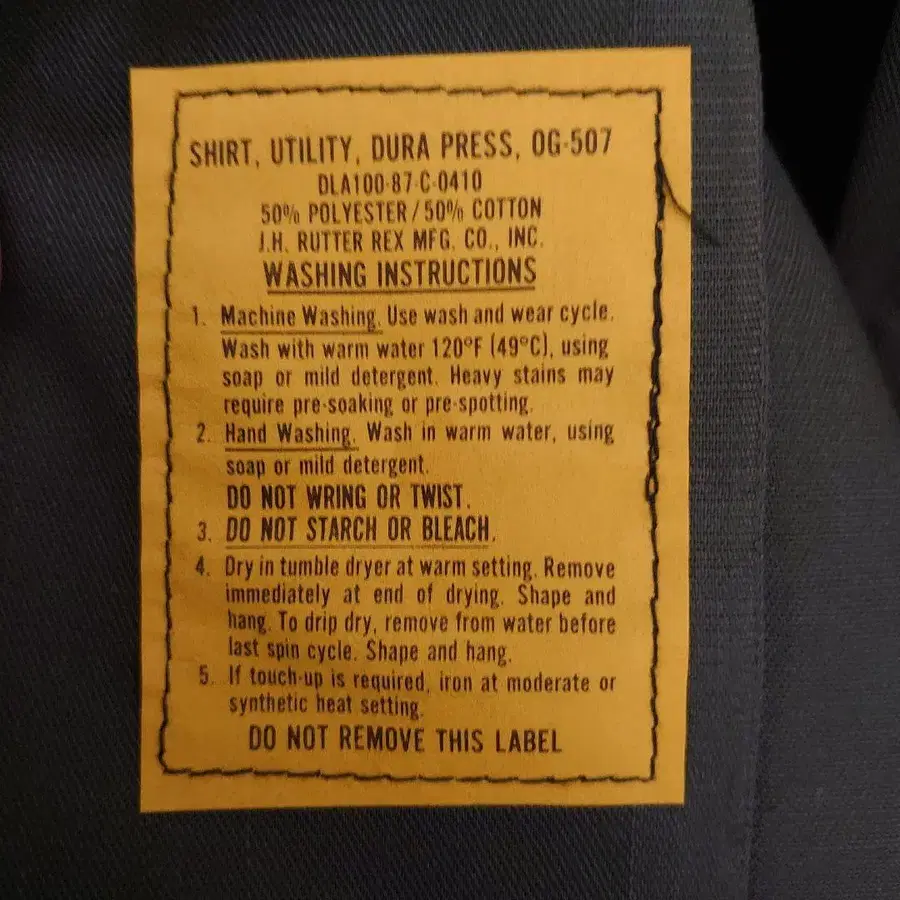 SHIRT, UTILITY, DURA PRESS, OG-507
DLA100-87-C-0410
50% POLYESTER/50% COTTON
J.H. RUTTER REX MFG. CO., INC.
WASHING INSTRUCTIONS
1. Machine Washing. Use wash and wear cycle.
Wash with warm water 120°F (49°C), using
soap or mild detergent. Heavy stains may
require pre-soaking or pre-spotting.
2. Hand Washing. Wash in warm water, using
soap or mild detergent.
DO NOT WRING OR TWIST.
3. DO NOT STARCH OR BLEACH.
4. Dry in tumble dryer at warm setting. Remove
immediately at end of drying. Shape and
hang. To drip dry, remove from water before
last spin cycle. Shape and hang.
5. If touch-up is required, iron at moderate or
synthetic heat setting.
DO NOT REMOVE THIS LABEL